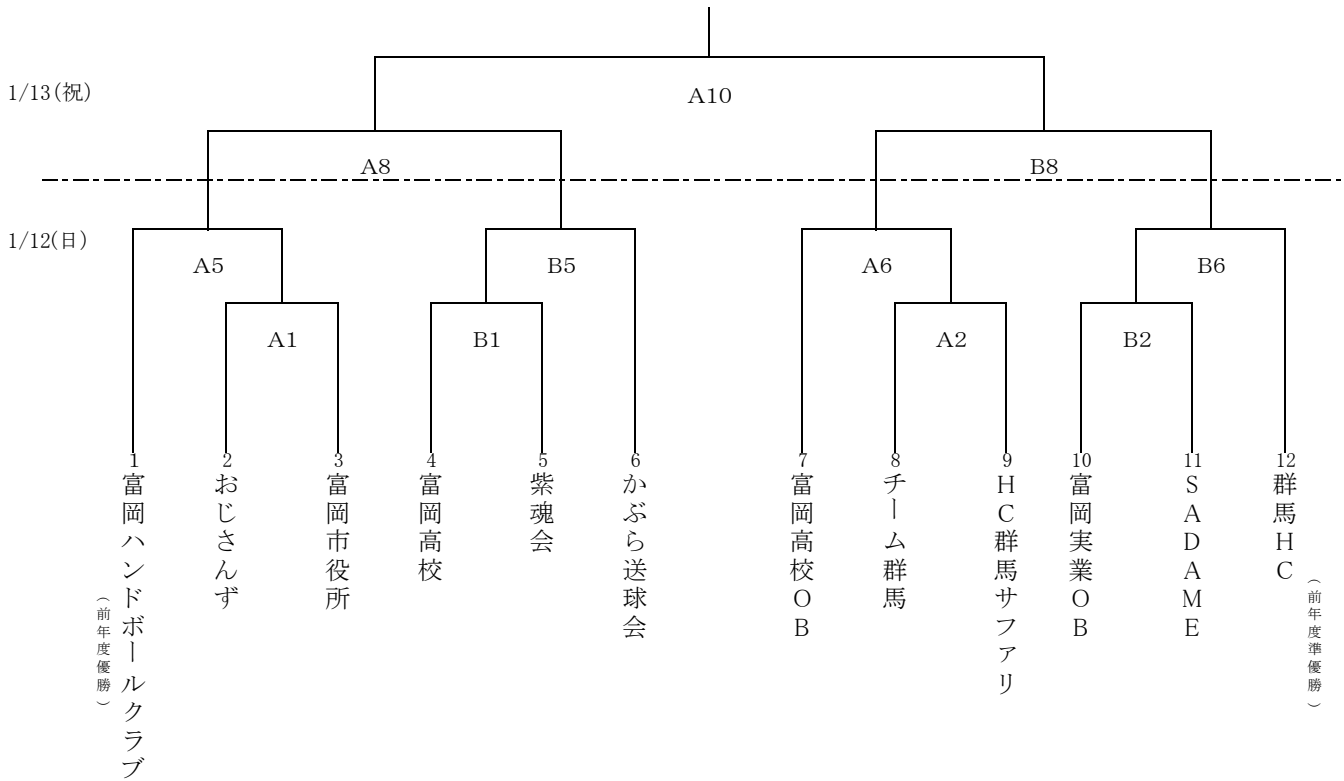 1/13(祝)
A10
A8
B8
1/12(日)
A5
B5
A6
B6
A1
B1
A2
B2
1
富岡ハンドボールクラブ
(前年度優勝)
2
おじさんず
3
富岡市役所
4
富岡高校
5
紫魂会
6
かぶら送球会
7
富岡高校OB
8
チーム群馬
9
HC群馬サファリ
10
富岡実業OB
11
SADAME
12
群馬HC
(前年度準優勝)